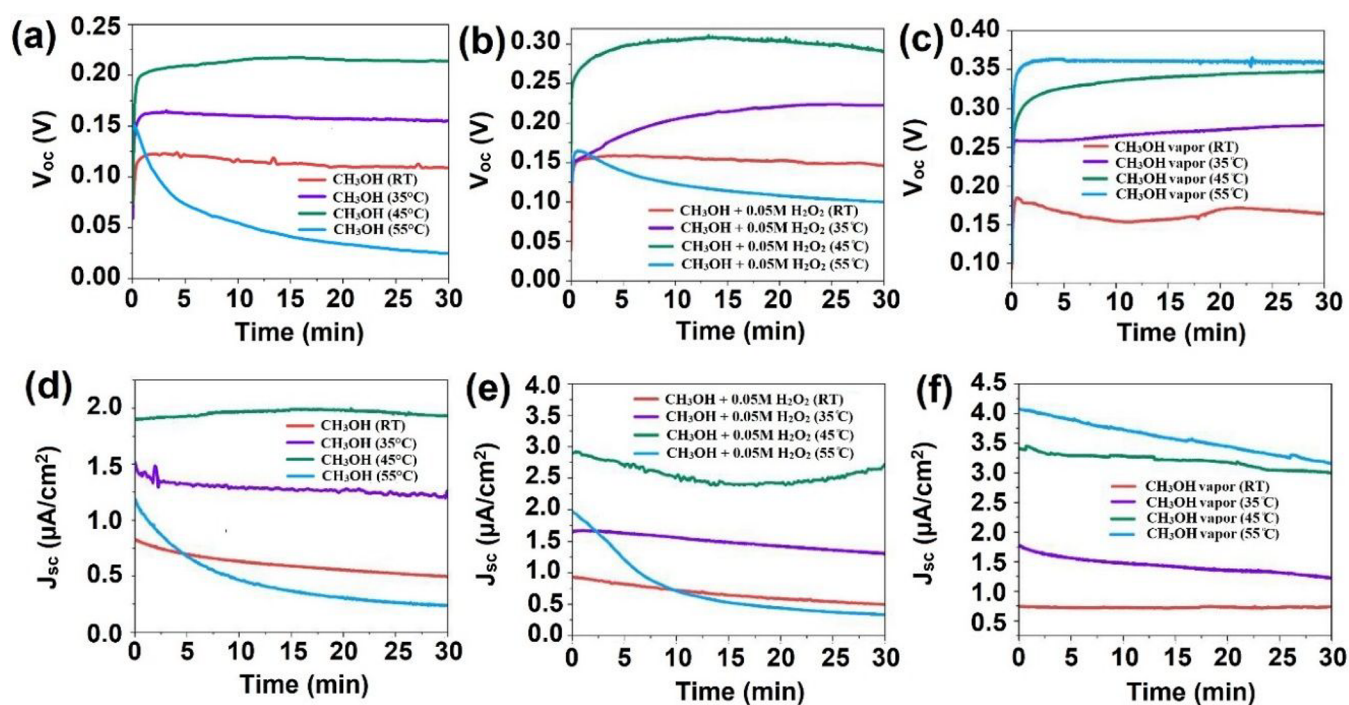 (a)
0.25
0.20
0.15
0.10
0.05
0.00
Voc (V)
CH3OH (RT)
CH3OH (35°C)
CH3OH (45°C)
CH3OH (55°C)
0 5 10 15 20 25 30
Time (min)
(b)
0.30
0.25
0.20
0.15
0.10
0.05
0.00
Voc (V)
CH3OH + 0.05M H2O2 (RT)
CH3OH + 0.05M H2O2 (35℃)
CH3OH + 0.05M H2O2 (45℃)
CH3OH + 0.05M H2O2 (55℃)
0 5 10 15 20 25 30
Time (min)
(c)
0.40
0.35
0.30
0.25
0.20
0.15
0.10
Voc (V)
CH3OH vapor (RT)
CH3OH vapor (35℃)
CH3OH vapor (45℃)
CH3OH vapor (55℃)
0 5 10 15 20 25 30
Time (min)
(d)
2.0
1.5
1.0
0.5
0.0
Jsc (µA/cm2)
CH3OH (RT)
CH3OH (35°C)
CH3OH (45°C)
CH3OH (55°C)
0 5 10 15 20 25 30
Time (min)
(e)
4.0
3.5
3.0
2.5
2.0
1.5
1.0
0.5
0.0
Jsc (µA/cm2)
CH3OH + 0.05M H2O2 (RT)
CH3OH + 0.05M H2O2 (35℃)
CH3OH + 0.05M H2O2 (45℃)
CH3OH + 0.05M H2O2 (55℃)
0 5 10 15 20 25 30
Time (min)
(f)
4.5
4.0
3.5
3.0
2.5
2.0
1.5
1.0
0.5
Jsc (µA/cm2)
CH3OH vapor (RT)
CH3OH vapor (35℃)
CH3OH vapor (45℃)
CH3OH vapor (55℃)
0 5 10 15 20 25 30
Time (min)